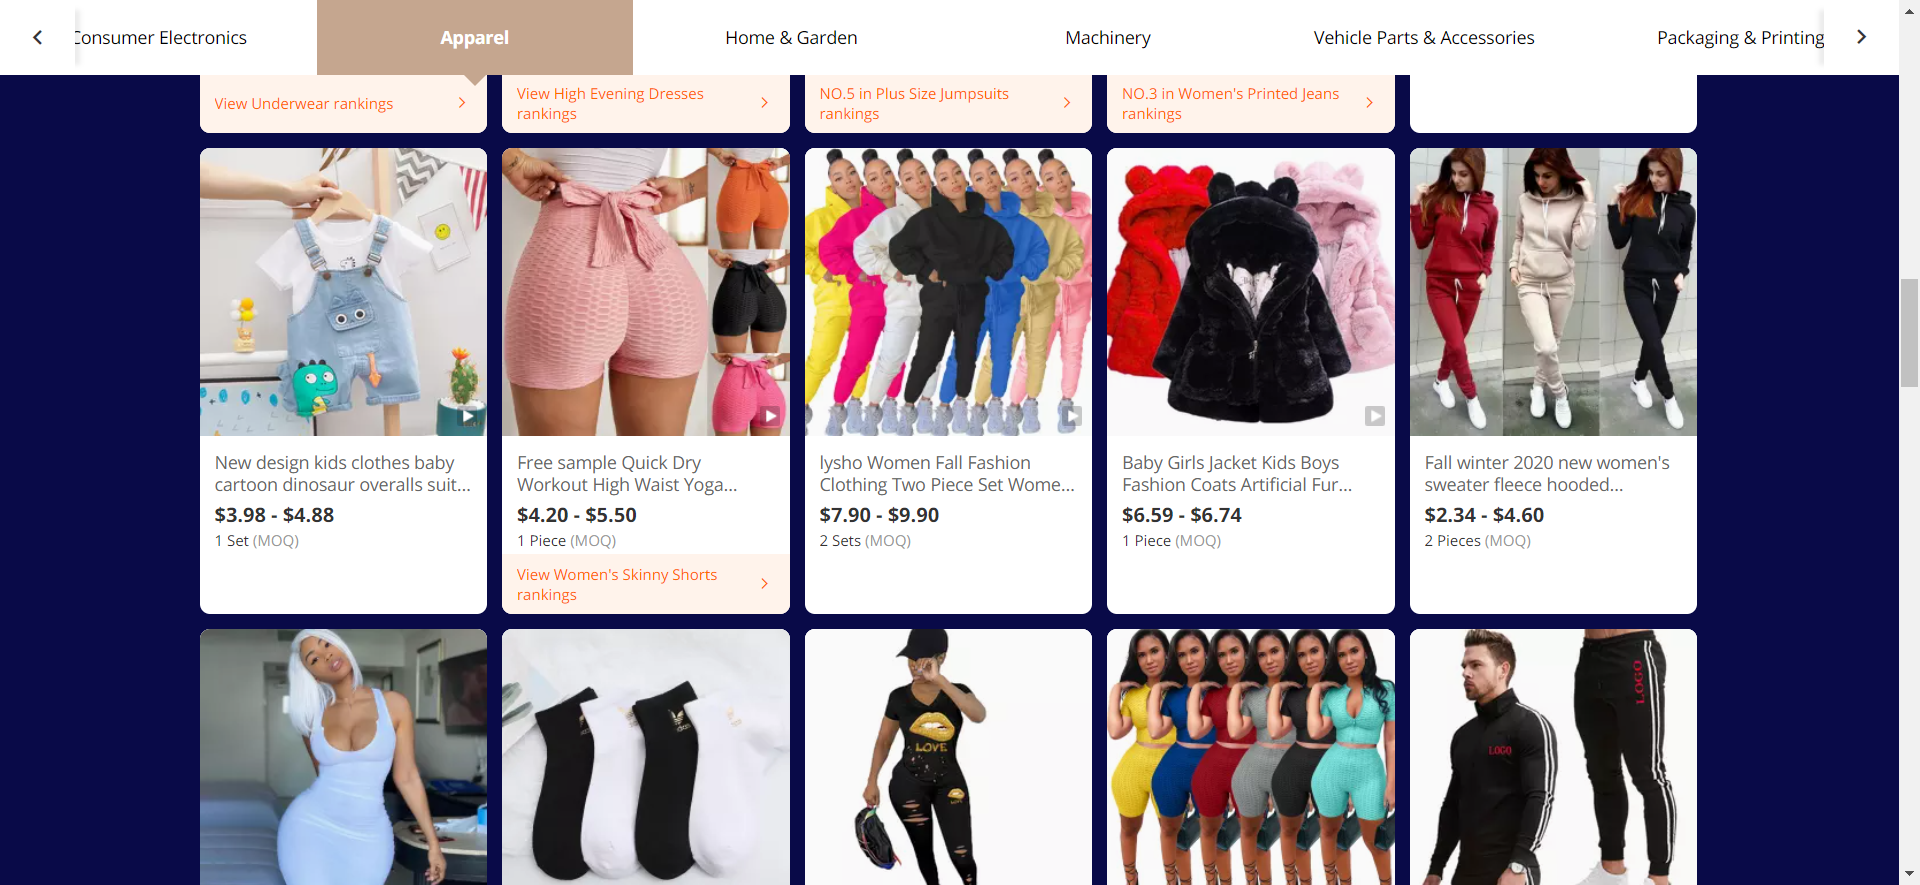 Consumer Electronics
Apparel
Home & Garden
Machinery
Vehicle Parts & Accessories
Packaging & Printing
View Underwear rankings
View High Evening Dresses
rankings
NO.5 in Plus Size Jumpsuits
rankings
NO.3 in Women's Printed Jeans
rankings
New design kids clothes baby
cartoon dinosaur overalls suit...
$3.98 - $4.88
1 Set (MOQ)
Free sample Quick Dry
Workout High Waist Yoga...
$4.20 - $5.50
1 Piece (MOQ)
View Women's Skinny Shorts
rankings
lysho Women Fall Fashion
Clothing Two Piece Set Wome...
$7.90 - $9.90
2 Sets (MOQ)
Baby Girls Jacket Kids Boys
Fashion Coats Artificial Fur...
$6.59 - $6.74
1 Piece (MOQ)
Fall winter 2020 new women's
sweater fleece hooded...
$2.34 - $4.60
2 Pieces (MOQ)
LOVE
LOVE
LOGO
LOGO